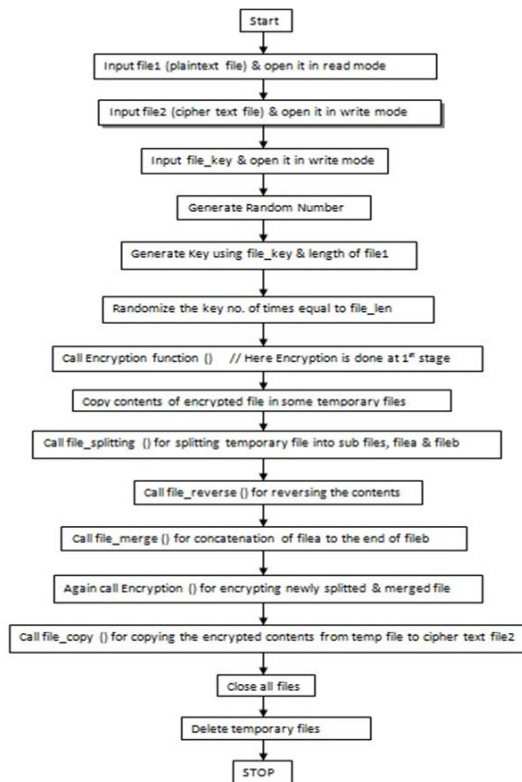 Start
Input file1 (plaintext file) & open it in read mode
Input file2 (cipher text file) & open it in write mode
Input file_key & open it in write mode
Generate Random Number
Generate Key using file_key & length of file1
Randomize the key no. of times equal to file_len
Call Encryption function () // Here Encryption is done at 1st stage
Copy contents of encrypted file in some temporary files
Call file_splitting () for splitting temporary file into sub files, filea & fileb
Call file_reverse () for reversing the contents
Call file_merge () for concatenation of filea to the end of fileb
Again call Encryption () for encrypting newly splitted & merged file
Call file_copy () for copying the encrypted contents from temp file to cipher text file2
Close all files
Delete temporary files
STOP